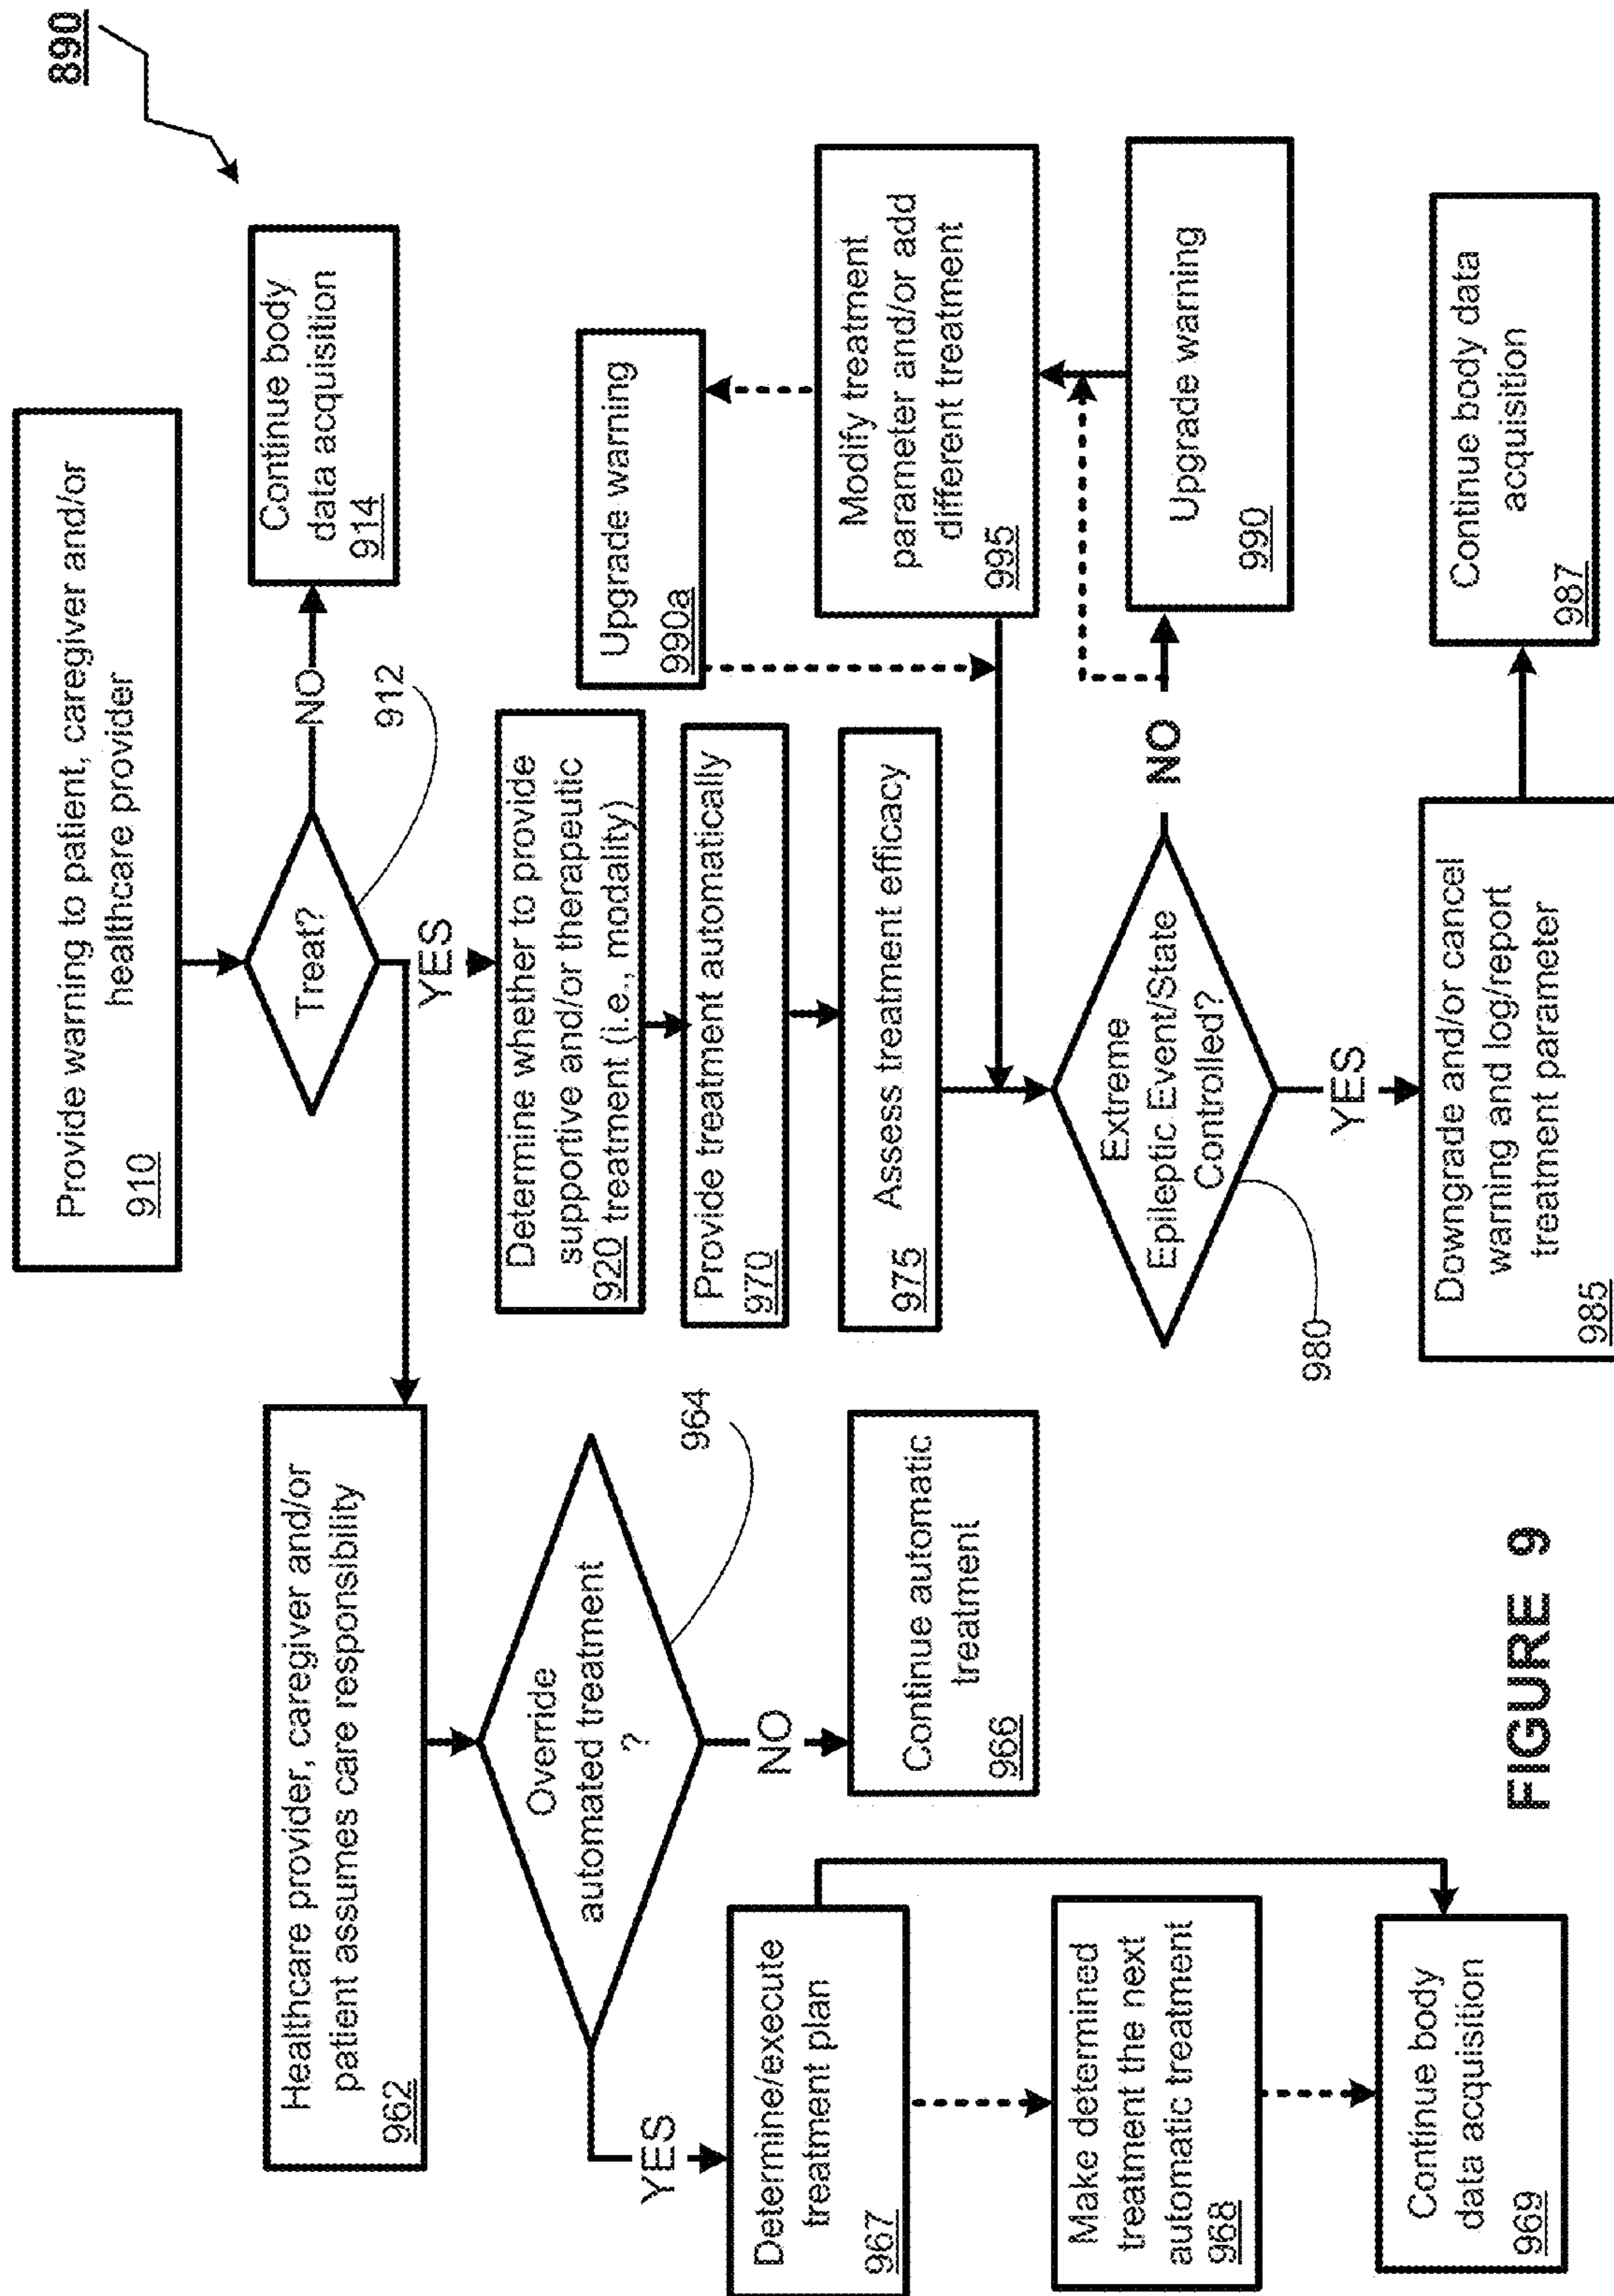 890
Provide warning to patient, caregiver and/or
healthcare provider
910
Treat?
912
NO
Continue body
data acquisition
914
YES
Healthcare provider, caregiver and/or
patient assumes care responsibility
962
Override
automated treatment
?
964
NO
Continue automatic
treatment
966
YES
Determine/execute
treatment plan
967
Make determined
treatment the next
automatic treatment
968
Continue body
data acquisition
969
Determine whether to provide
supportive and/or therapeutic
920 treatment (i.e., modality)
Provide treatment automatically
970
Assess treatment efficacy
975
Extreme
Epileptic Event/State
Controlled?
980
NO
Upgrade warning
990
Modify treatment
parameter and/or add
different treatment
995
Upgrade warning
990a
YES
Downgrade and/or cancel
warning and log/report
treatment parameter
985
Continue body data
acquisition
987
FIGURE 9